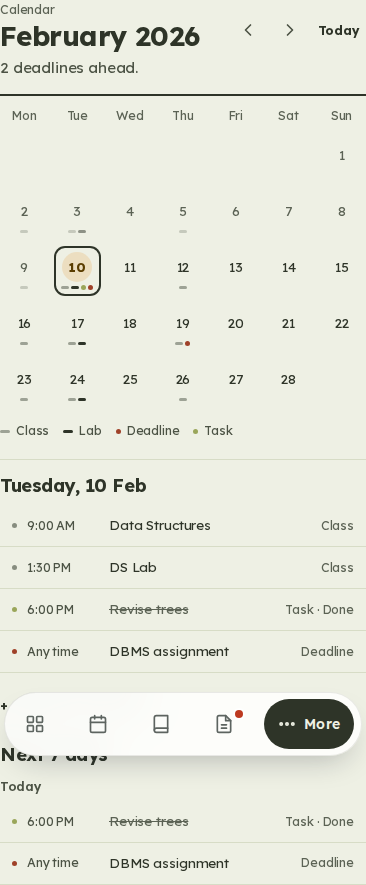 Calendar
February 2026
Today
2 deadlines ahead.
Mon Tue Wed Thu Fri Sat Sun
1
2 3 4 5 6 7 8
9 10 11 12 13 14 15
16 17 18 19 20 21 22
23 24 25 26 27 28
Class Lab Deadline Task
Tuesday, 10 Feb
9:00 AM Data Structures Class
1:30 PM DS Lab Class
6:00 PM Revise trees Task · Done
Any time DBMS assignment Deadline
+
More
Next 7 days
Today
6:00 PM Revise trees Task · Done
Any time DBMS assignment Deadline